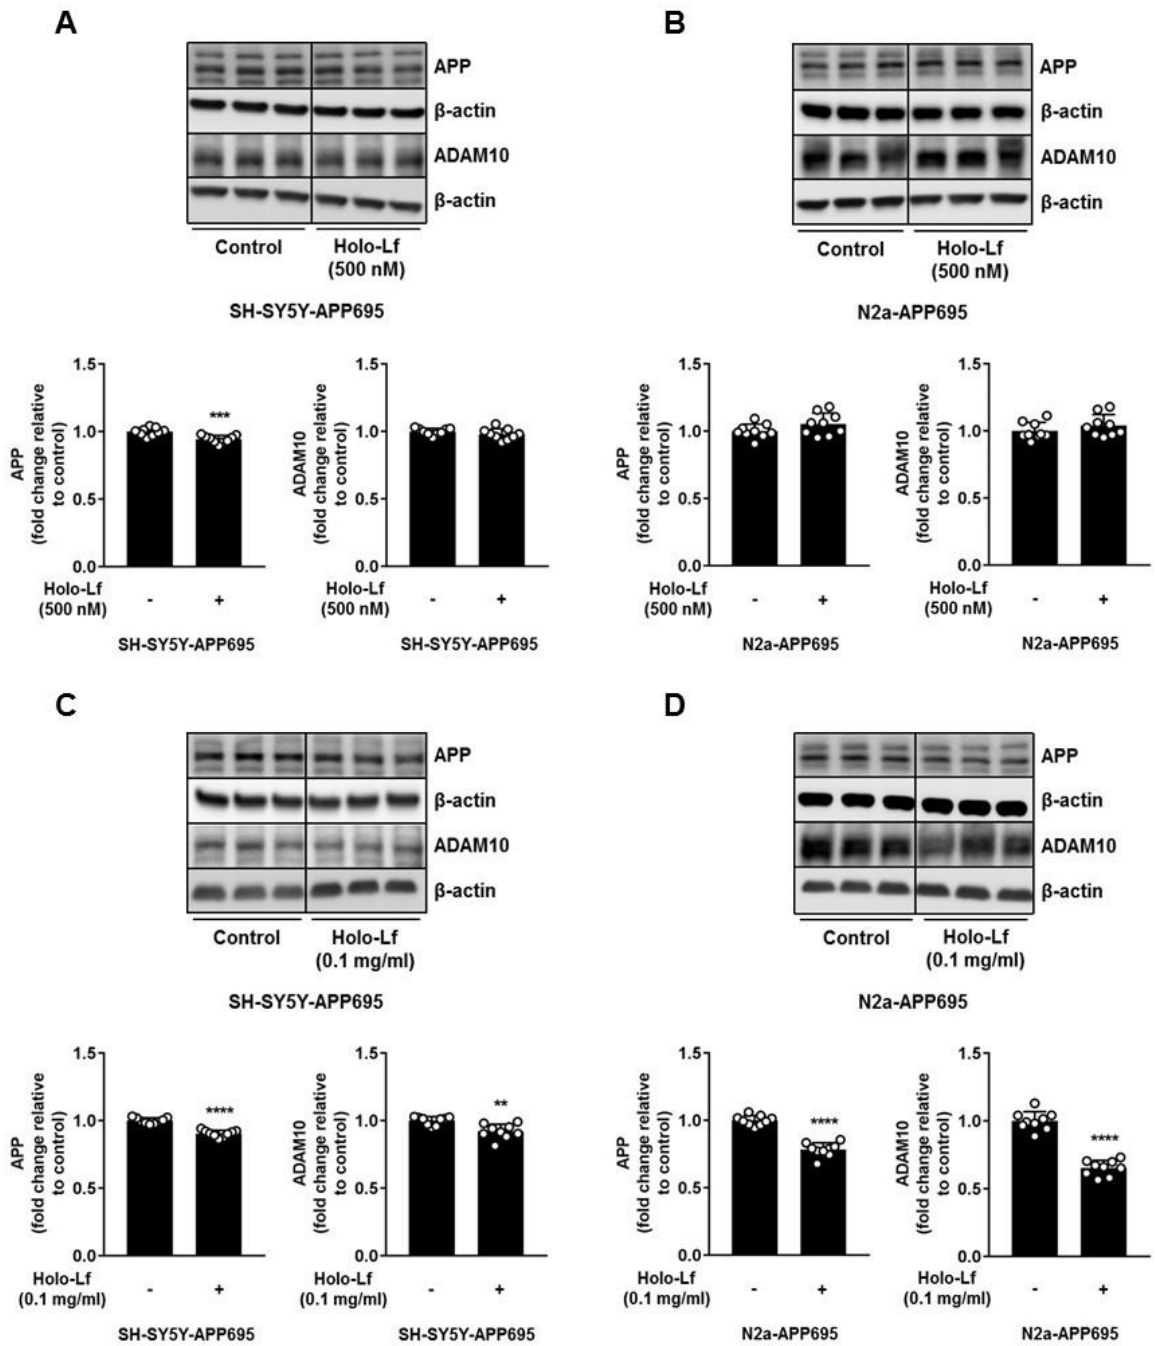 A
APP
β-actin
ADAM10
β-actin
Control
Holo-Lf
(500 nM)
SH-SY5Y-APP695
1.5
1.0
0.5
0.0
APP
(fold change relative
to control)
***
Holo-Lf
(500 nM)
- +
SH-SY5Y-APP695
1.5
1.0
0.5
0.0
ADAM10
(fold change relative
to control)
Holo-Lf
(500 nM)
- +
SH-SY5Y-APP695
B
APP
β-actin
ADAM10
β-actin
Control
Holo-Lf
(500 nM)
N2a-APP695
1.5
1.0
0.5
0.0
APP
(fold change relative
to control)
Holo-Lf
(500 nM)
- +
N2a-APP695
1.5
1.0
0.5
0.0
ADAM10
(fold change relative
to control)
Holo-Lf
(500 nM)
- +
N2a-APP695
C
APP
β-actin
ADAM10
β-actin
Control
Holo-Lf
(0.1 mg/ml)
SH-SY5Y-APP695
1.5
1.0
0.5
0.0
APP
(fold change relative
to control)
****
Holo-Lf
(0.1 mg/ml)
- +
SH-SY5Y-APP695
1.5
1.0
0.5
0.0
ADAM10
(fold change relative
to control)
**
Holo-Lf
(0.1 mg/ml)
- +
SH-SY5Y-APP695
D
APP
β-actin
ADAM10
β-actin
Control
Holo-Lf
(0.1 mg/ml)
N2a-APP695
1.5
1.0
0.5
0.0
APP
(fold change relative
to control)
****
Holo-Lf
(0.1 mg/ml)
- +
N2a-APP695
1.5
1.0
0.5
0.0
ADAM10
(fold change relative
to control)
****
Holo-Lf
(0.1 mg/ml)
- +
N2a-APP695